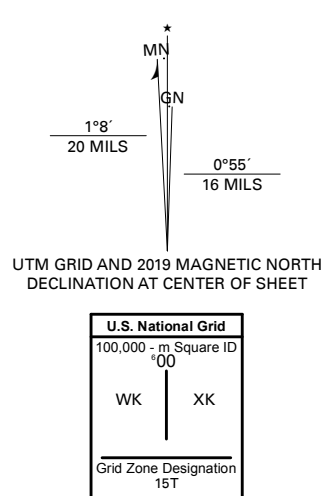 ★
MN
GN
1°8´
20 MILS
0°55´
16 MILS
UTM GRID AND 2019 MAGNETIC NORTH
DECLINATION AT CENTER OF SHEET
U.S. National Grid
100,000 - m Square ID
⁶00
WK XK
Grid Zone Designation
15T